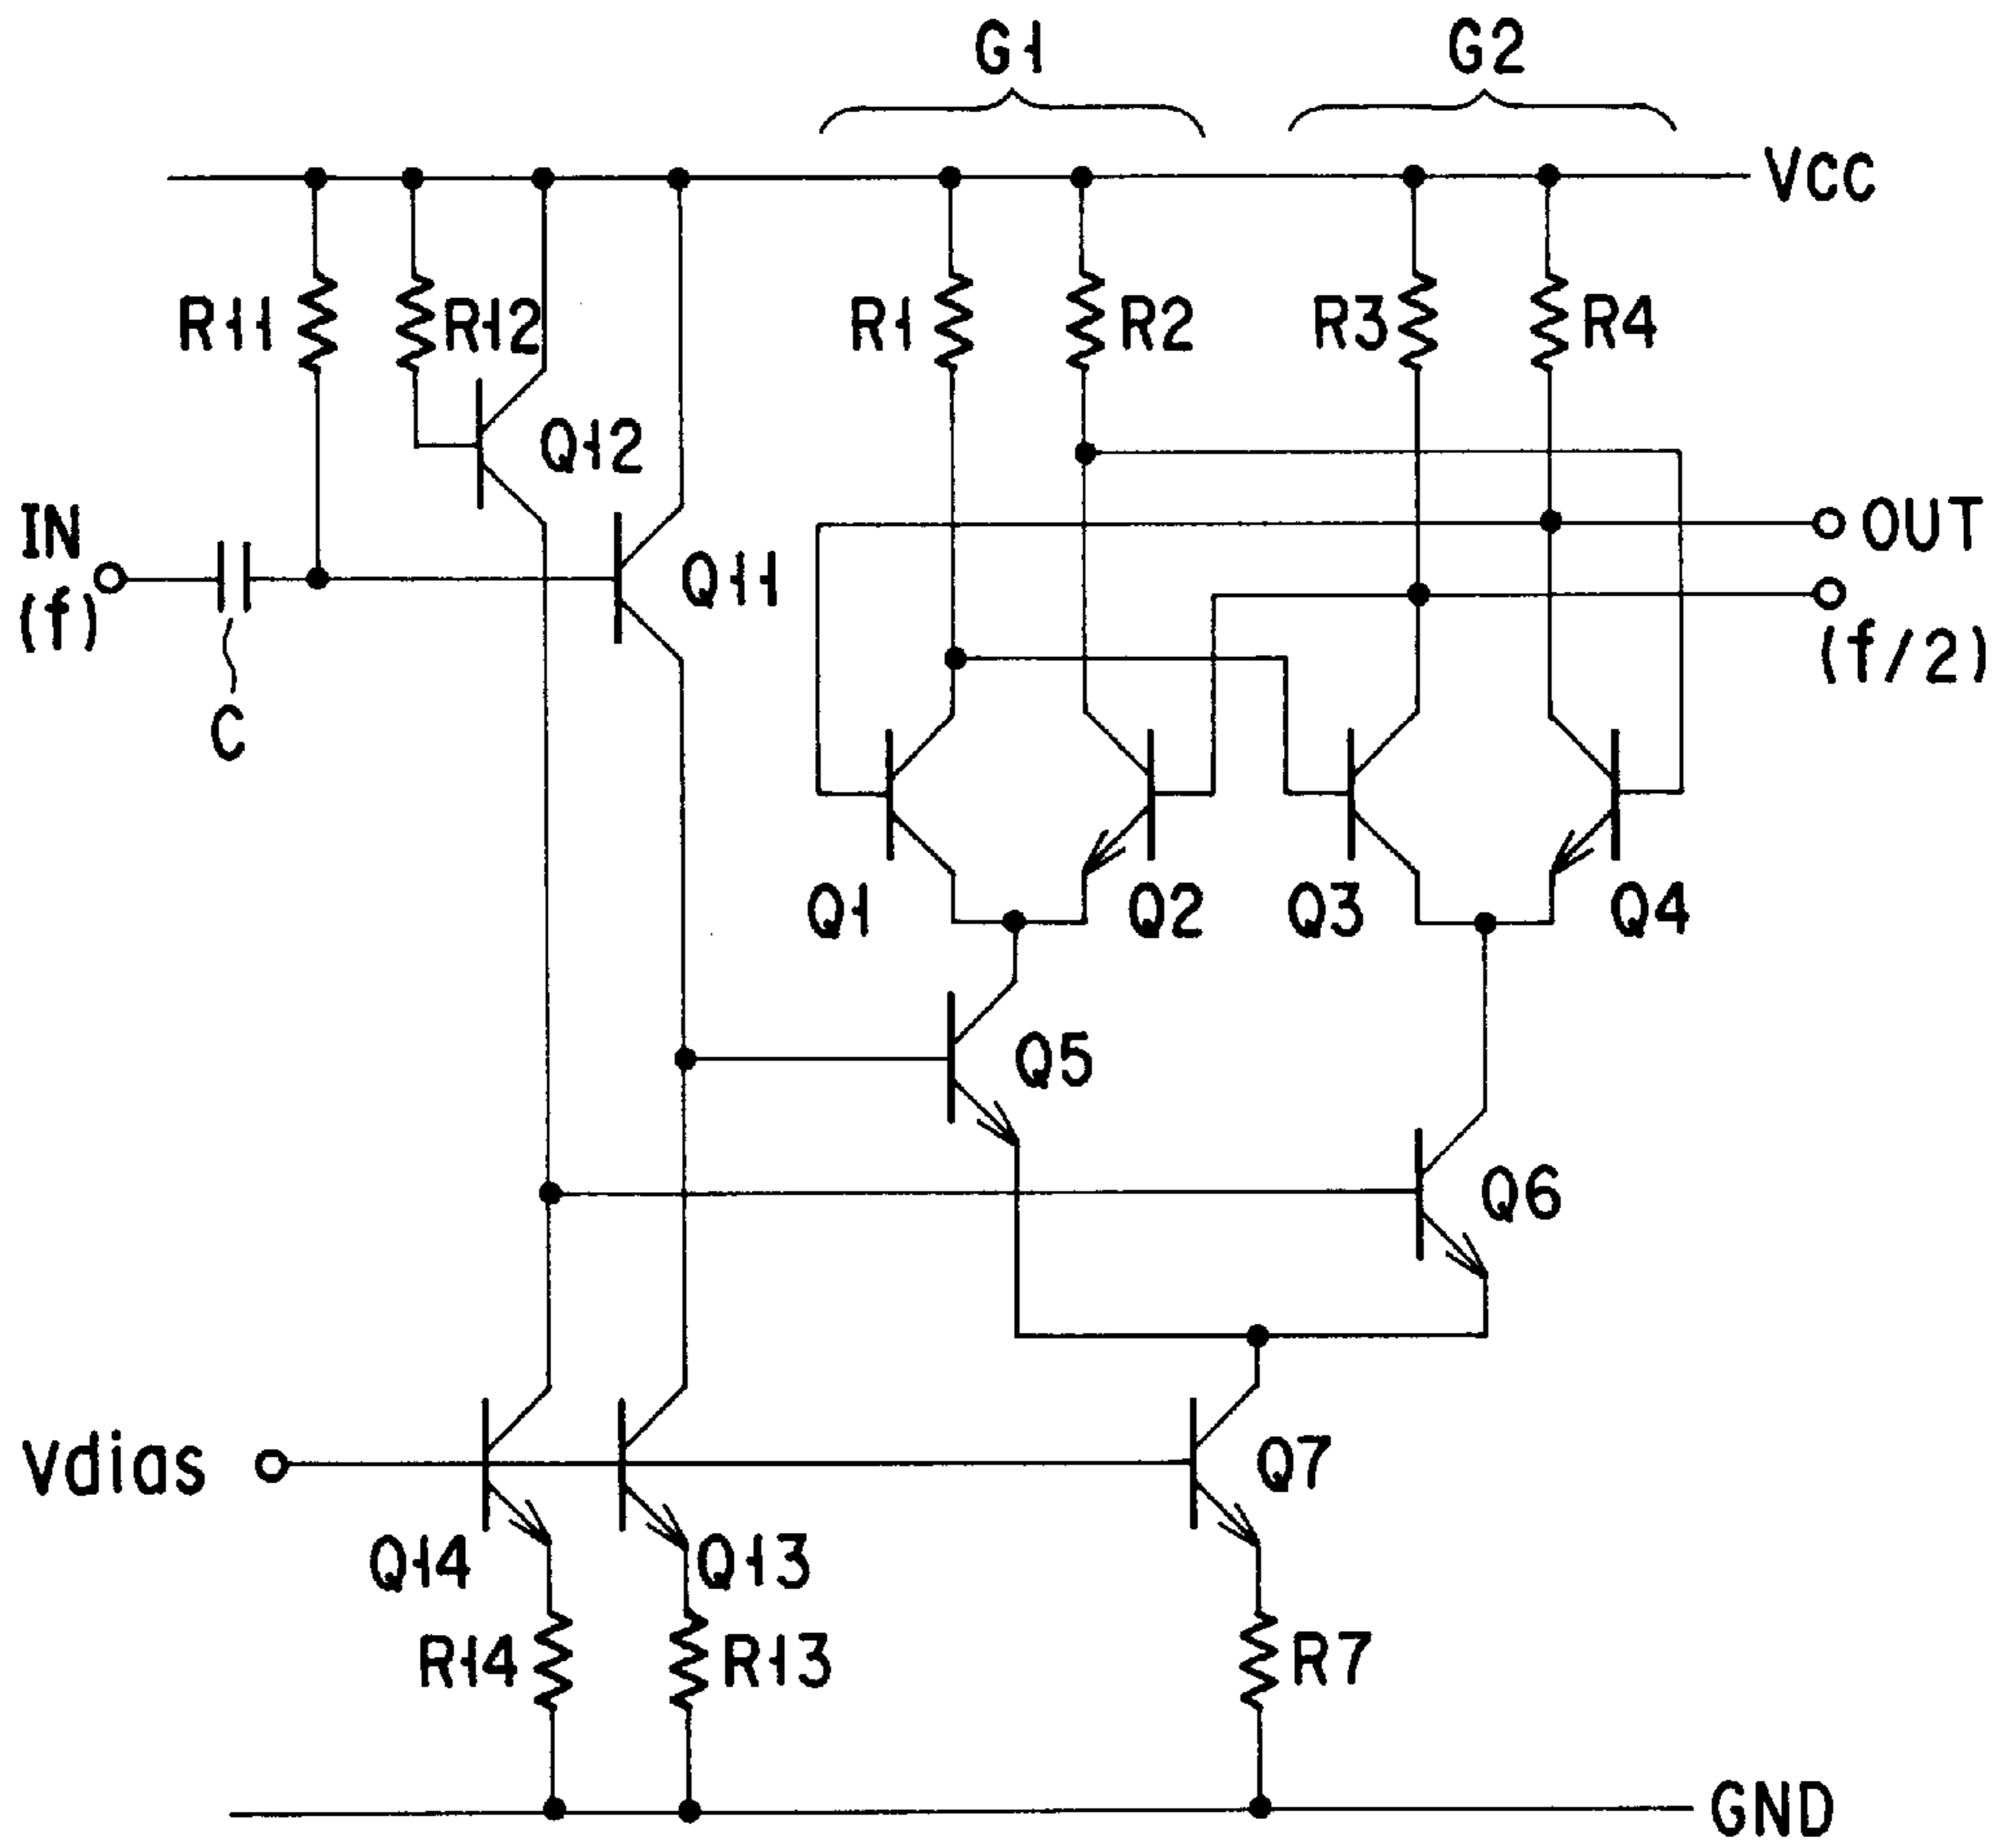 G1 G2
VCC
R11 R12 R1 R2 R3 R4
Q12
IN OUT
Q11
(f) (f/2)
C
Q1 Q2 Q3 Q4
Q5
Q6
Vdias Q7
Q14 Q13
R14 R13 R7
GND